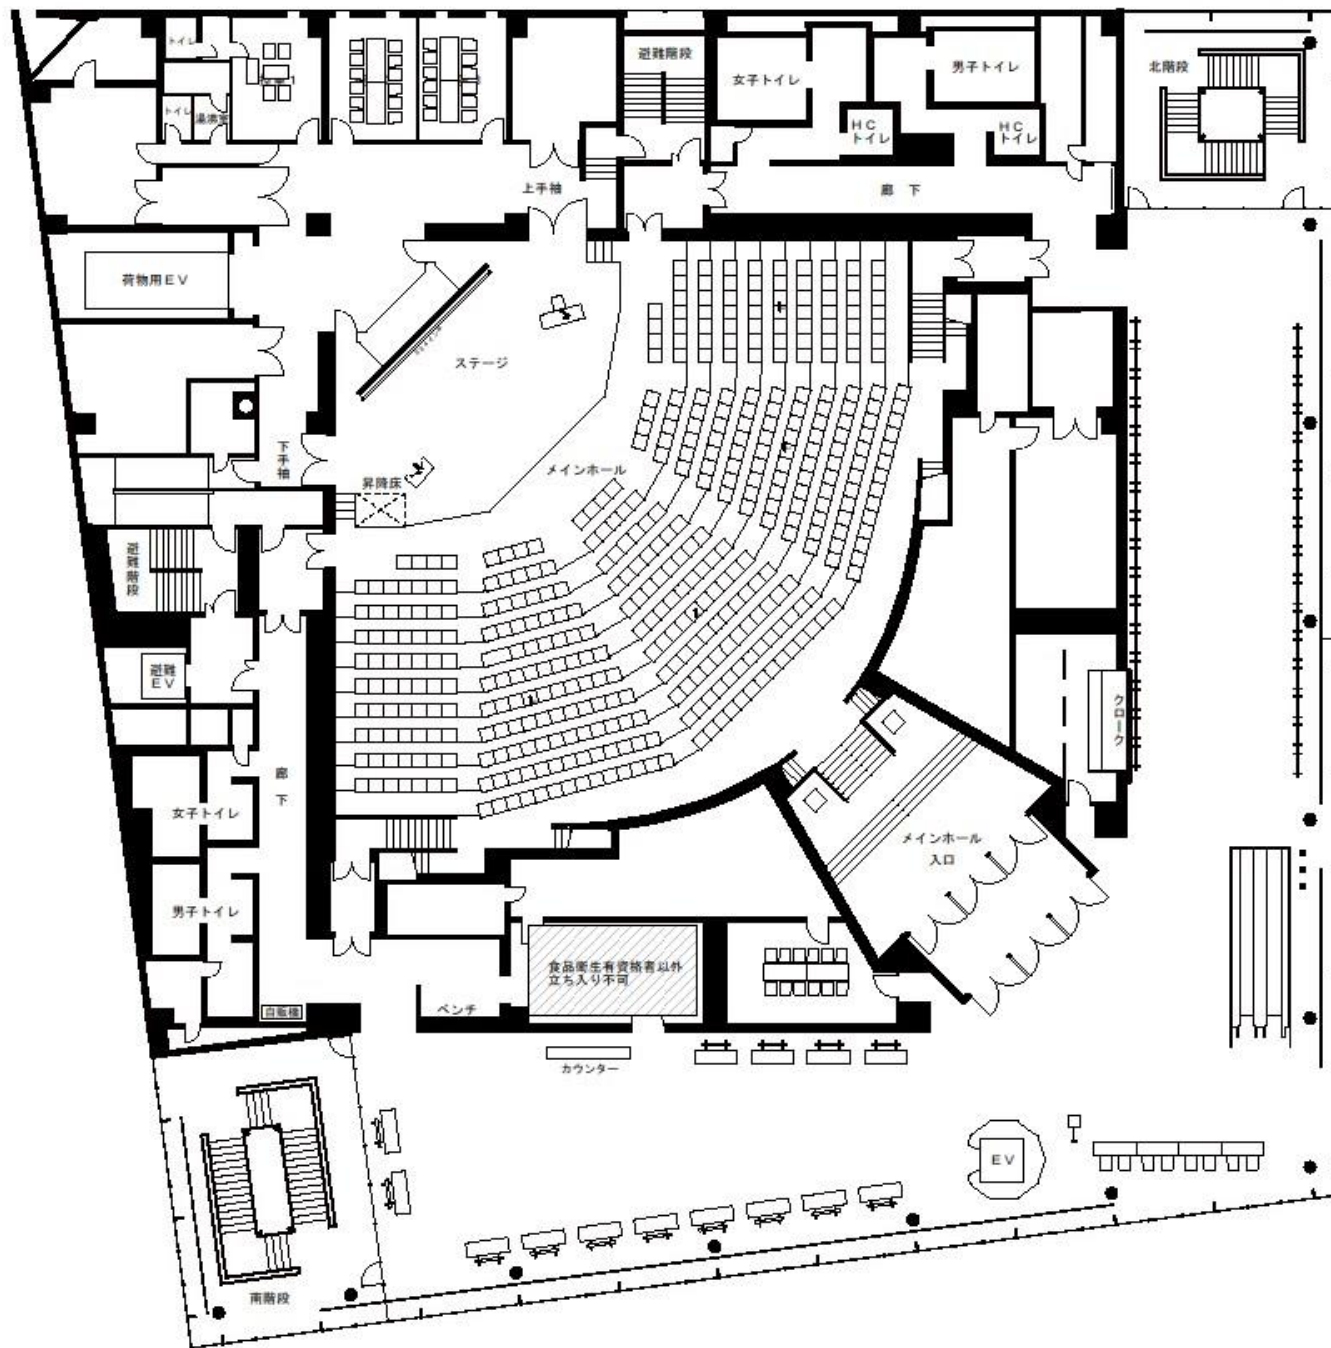 トイレ
避難階段
女子トイレ
男子トイレ
北階段
トイレ
湯沸室
HC
トイレ
HC
トイレ
上手袖
廊下
荷物用EV
ステージ
下手袖
メインホール
昇降床
避難階段
避難
EV
クローク
廊下
女子トイレ
メインホール
入口
男子トイレ
食品衛生有資格者以外
立ち入り不可
ベンチ
自販機
カウンター
EV
南階段